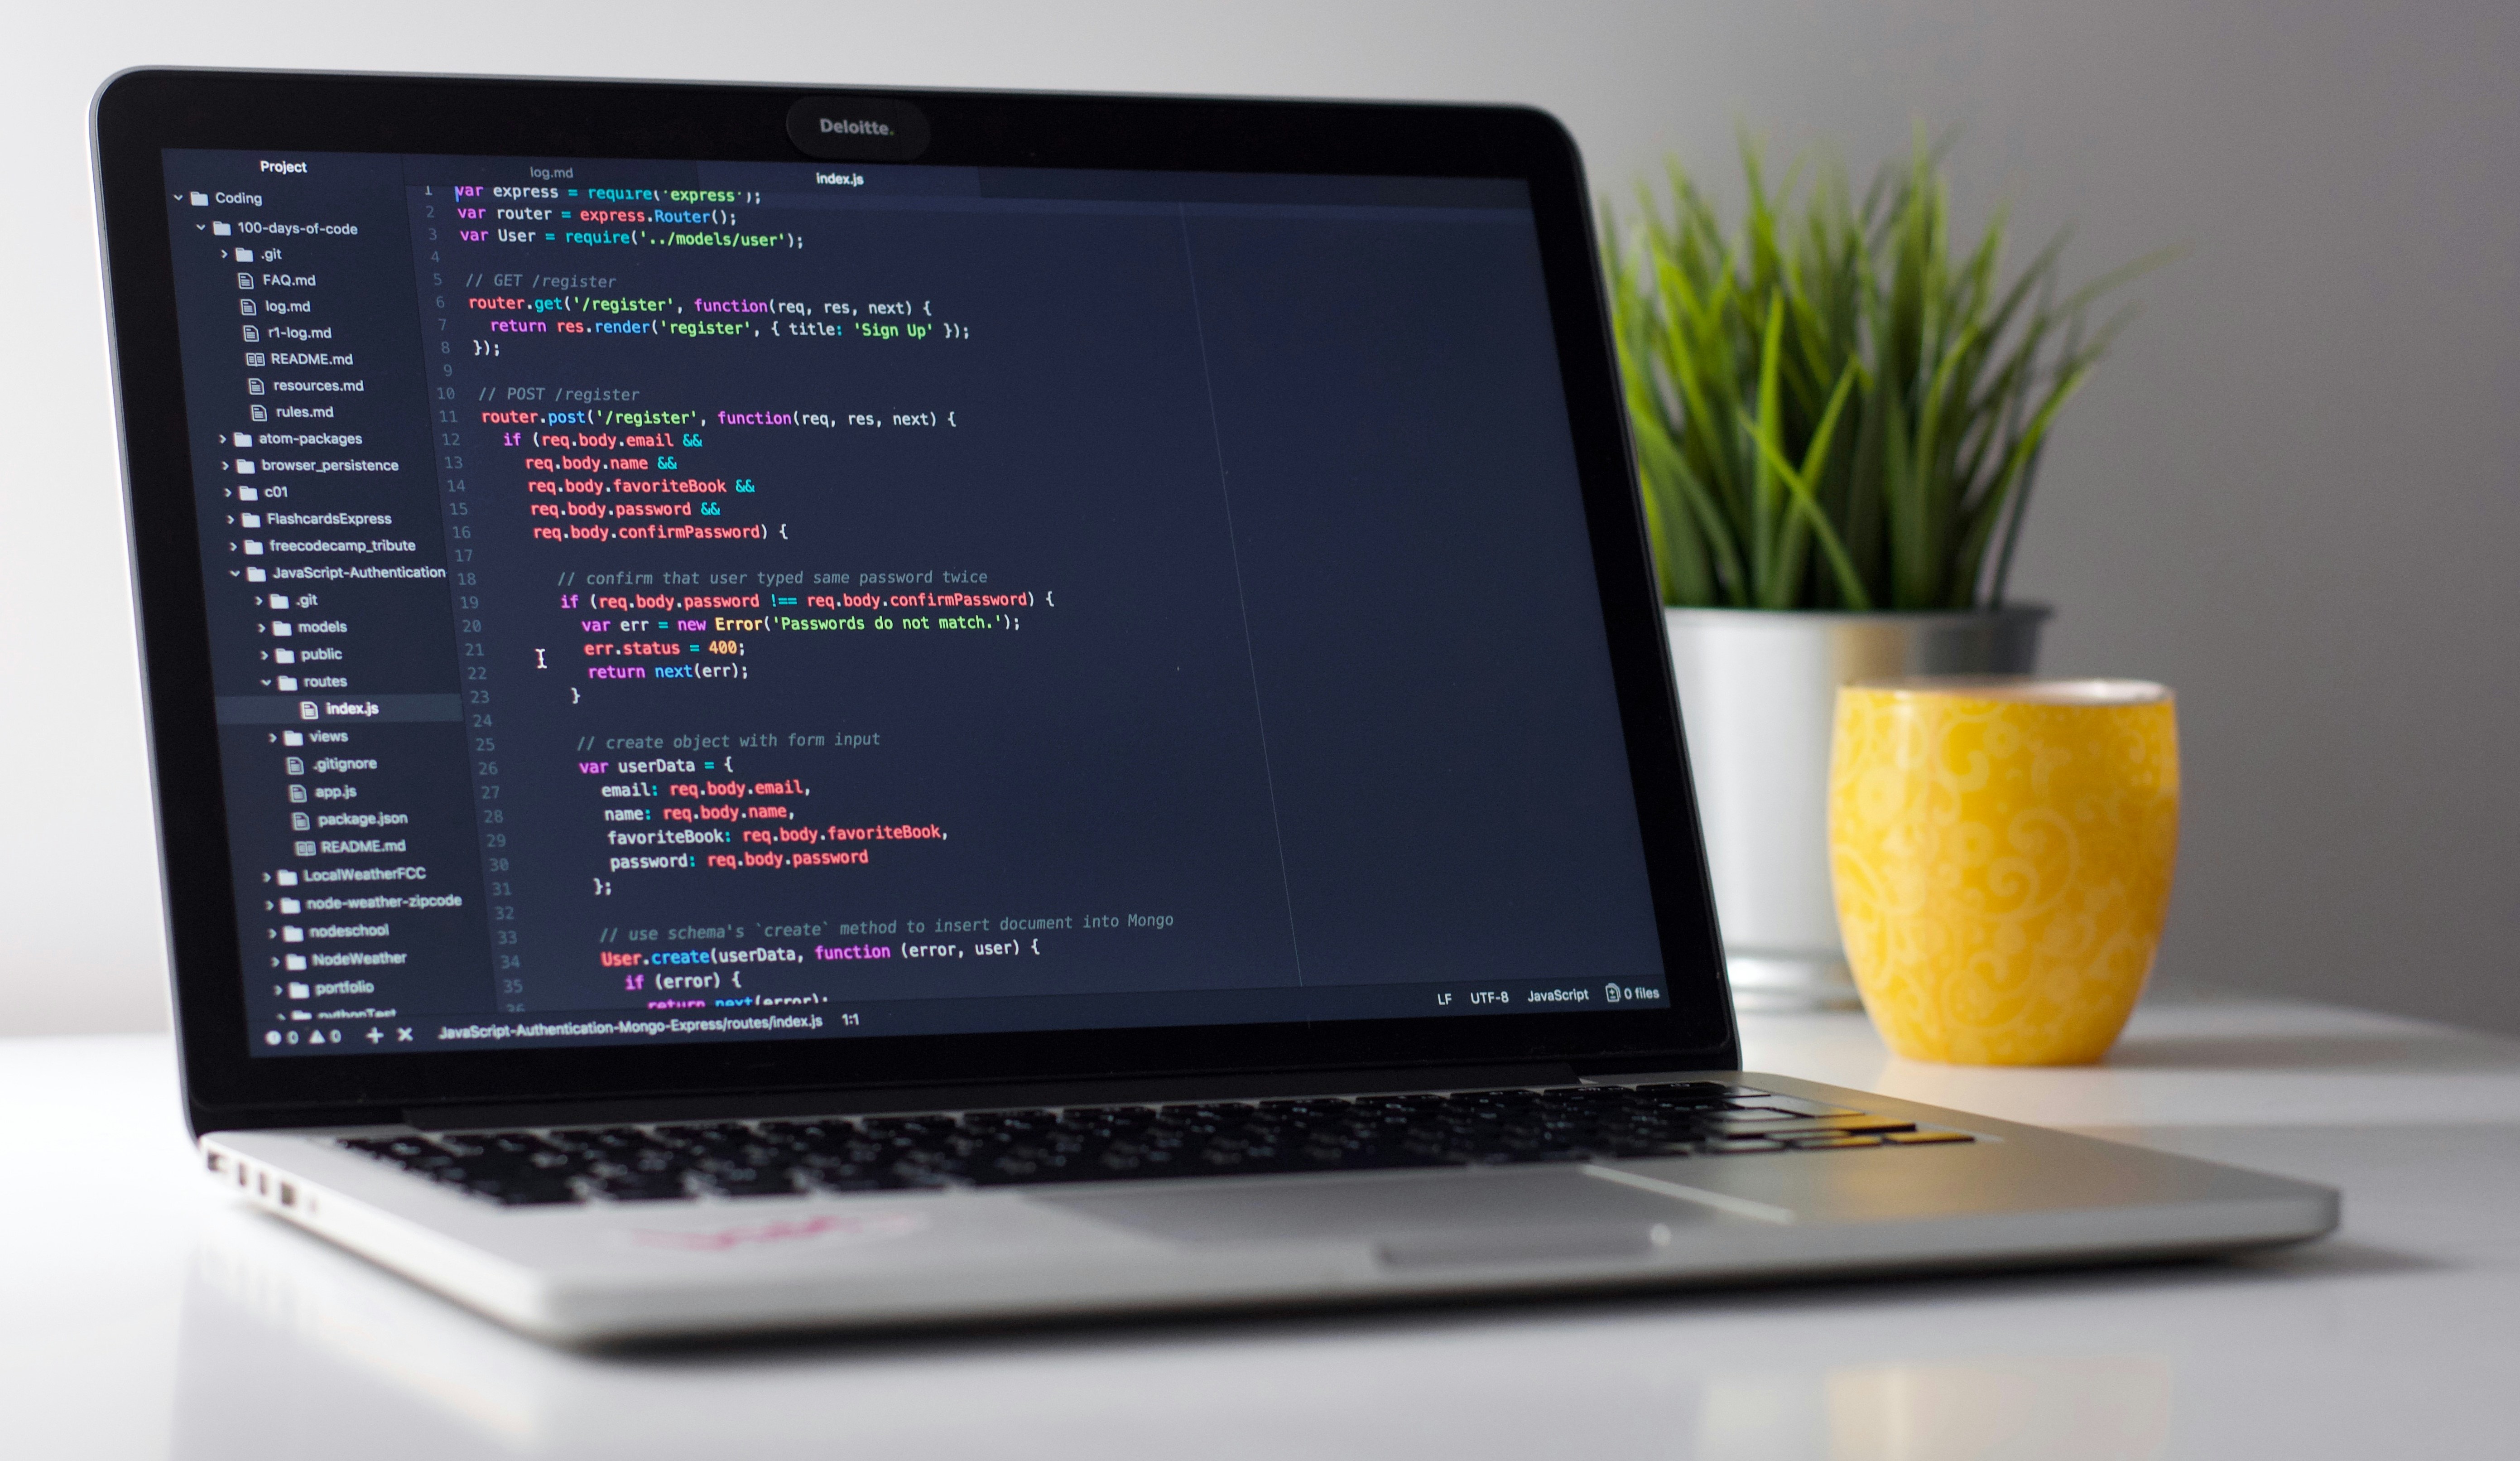 Deloitte.
Project
Coding
100-days-of-code
.git
FAQ.md
log.md
r1-log.md
README.md
resources.md
rules.md
atom-packages
browser_persistence
c01
FlashcardsExpress
freecodecamp_tribute
JavaScript-Authentication
.git
models
public
routes
index.js
views
.gitignore
app.js
package.json
README.md
LocalWeatherFCC
node-weather-zipcode
nodeschool
NodeWeather
portfolio
pythonTest
log.md
index.js
1 var express = require('express');
2 var router = express.Router();
3 var User = require('../models/user');
4
5 // GET /register
6 router.get('/register', function(req, res, next) {
7   return res.render('register', { title: 'Sign Up' });
8 });
9
10 // POST /register
11 router.post('/register', function(req, res, next) {
12   if (req.body.email &&
13     req.body.name &&
14     req.body.favoriteBook &&
15     req.body.password &&
16     req.body.confirmPassword) {
17
18       // confirm that user typed same password twice
19       if (req.body.password !== req.body.confirmPassword) {
20         var err = new Error('Passwords do not match.');
21         err.status = 400;
22         return next(err);
23       }
24
25       // create object with form input
26       var userData = {
27         email: req.body.email,
28         name: req.body.name,
29         favoriteBook: req.body.favoriteBook,
30         password: req.body.password
31       };
32
33       // use schema's `create` method to insert document into Mongo
34       User.create(userData, function (error, user) {
35         if (error) {
36           return next(error);
0 0 JavaScript-Authentication-Mongo-Express/routes/index.js 1:1 LF UTF-8 JavaScript 0 files